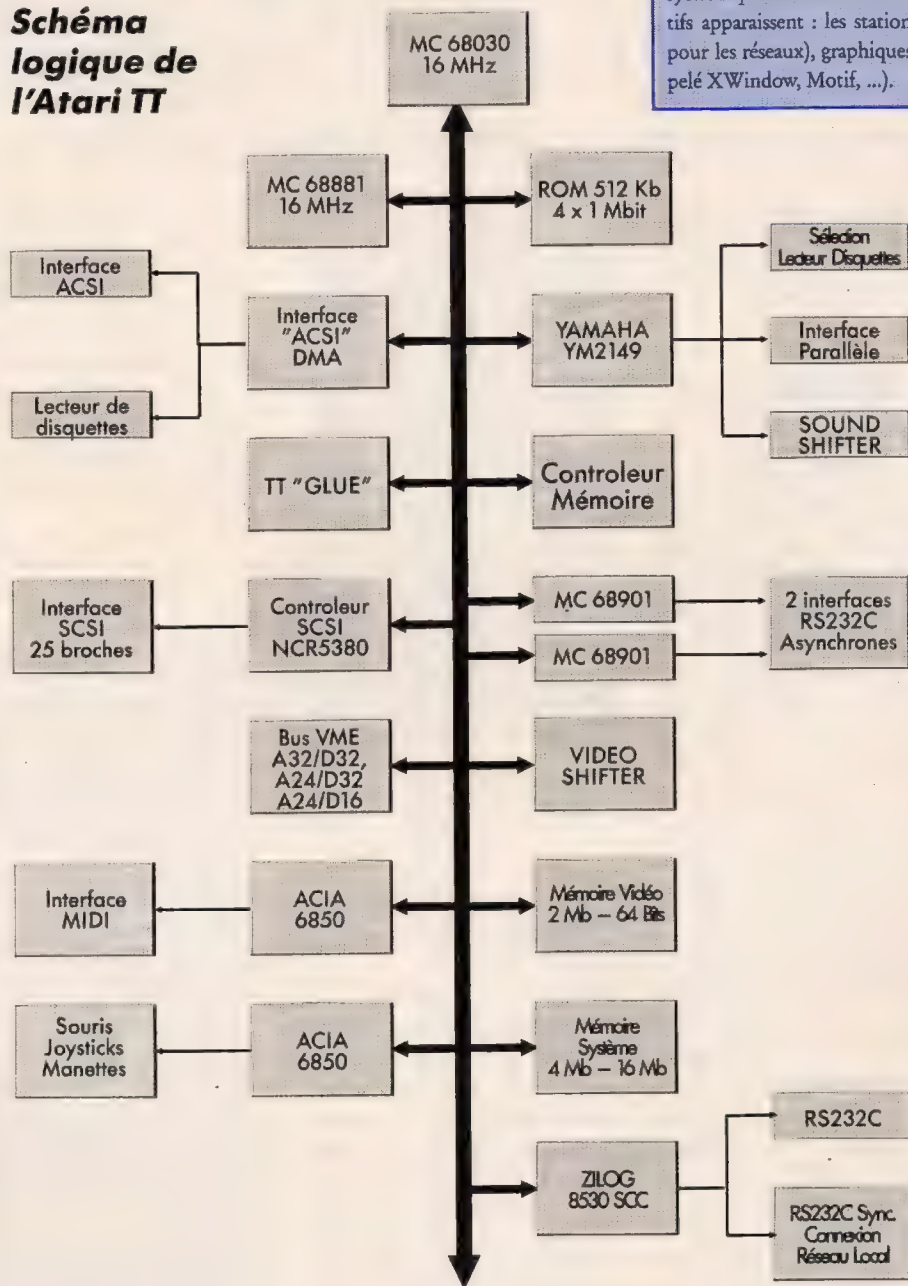 Schéma
logique de
l'Atari TT
tifs apparaissent : les station
pour les réseaux), graphiques
pelé XWindow, Motif, ...).
MC 68030
16 MHz
MC 68881
16 MHz
ROM 512 Kb
4 x 1 Mbit
Interface
ACSI
Lecteur de
disquettes
Interface
"ACSI"
DMA
YAMAHA
YM2149
Sélection
Lecteur Disquettes
Interface
Parallèle
SOUND
SHIFTER
TT "GLUE"
Controleur
Mémoire
Interface
SCSI
25 broches
Controleur
SCSI
NCR5380
MC 68901
MC 68901
2 interfaces
RS232C
Asynchrones
Bus VME
A32/D32,
A24/D32
A24/D16
VIDEO
SHIFTER
Interface
MIDI
ACIA
6850
Mémoire Vidéo
2 Mb – 64 Bits
Souris
Joysticks
Manettes
ACIA
6850
Mémoire
Système
4 Mb – 16 Mb
ZILOG
8530 SCC
RS232C
RS232C Sync.
Connexion
Réseau Local